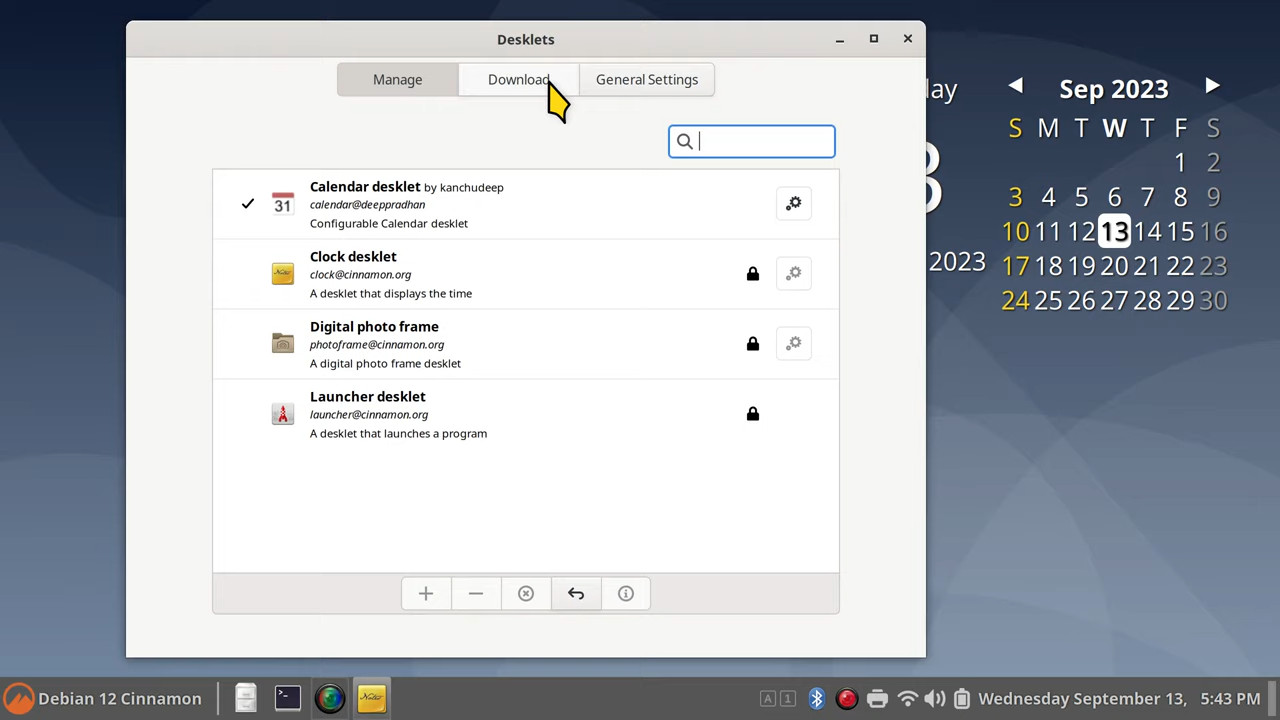 Desklets
Manage
Download
General Settings
Calendar desklet by kanchudeep
calendar@deeppradhan
Configurable Calendar desklet
Clock desklet
clock@cinnamon.org
A desklet that displays the time
Digital photo frame
photoframe@cinnamon.org
A digital photo frame desklet
Launcher desklet
launcher@cinnamon.org
A desklet that launches a program
31
Notes
2023
Sep 2023
S M T W T F S
1 2
3 4 5 6 7 8 9
10 11 12 13 14 15 16
17 18 19 20 21 22 23
24 25 26 27 28 29 30
Debian 12 Cinnamon
A 1
Wednesday September 13, 5:43 PM